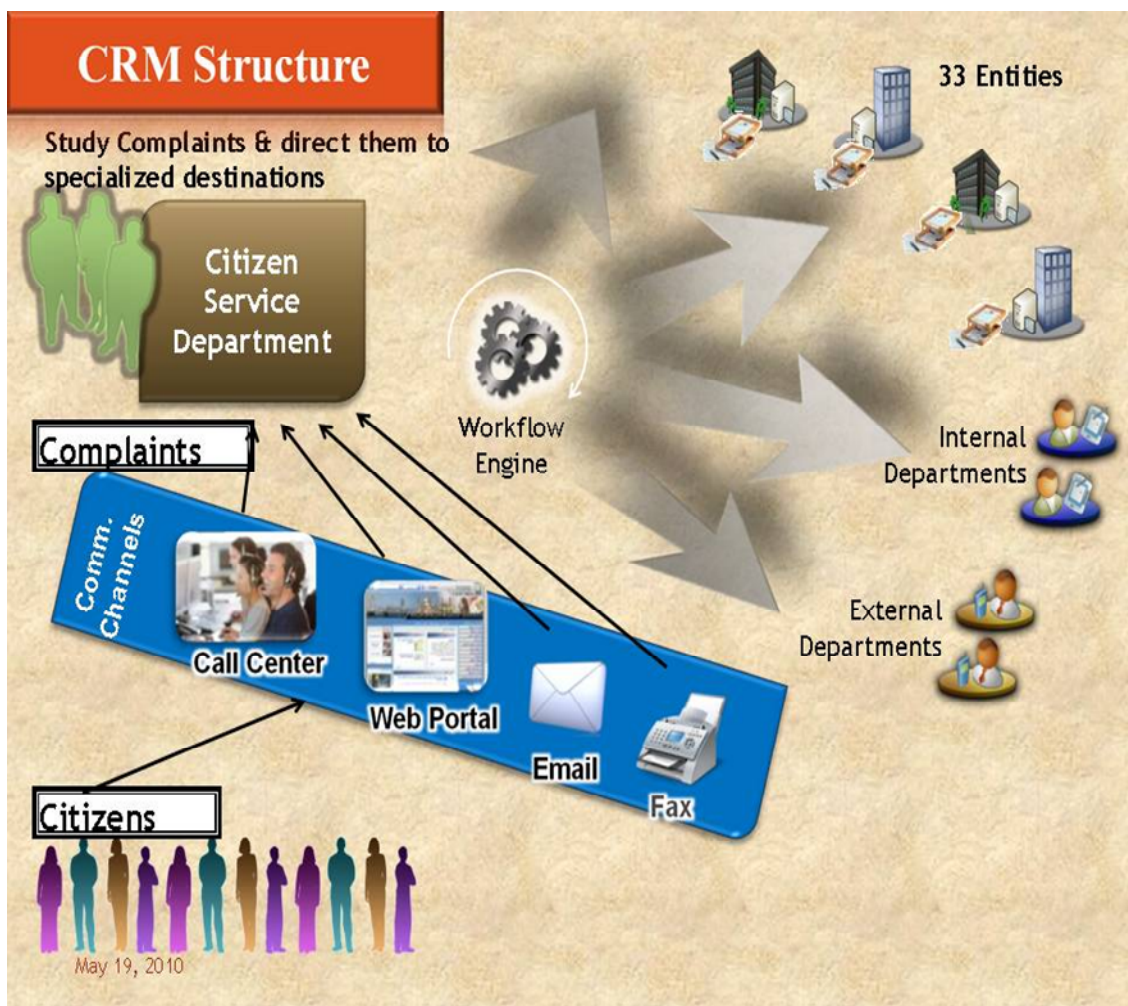 CRM Structure
33 Entities
Study Complaints & direct them to
specialized destinations
Citizen
Service
Department
Workflow
Engine
Complaints
Internal
Departments
Comm.
Channels
Call Center
Web Portal
Email
Fax
External
Departments
Citizens
May 19, 2010